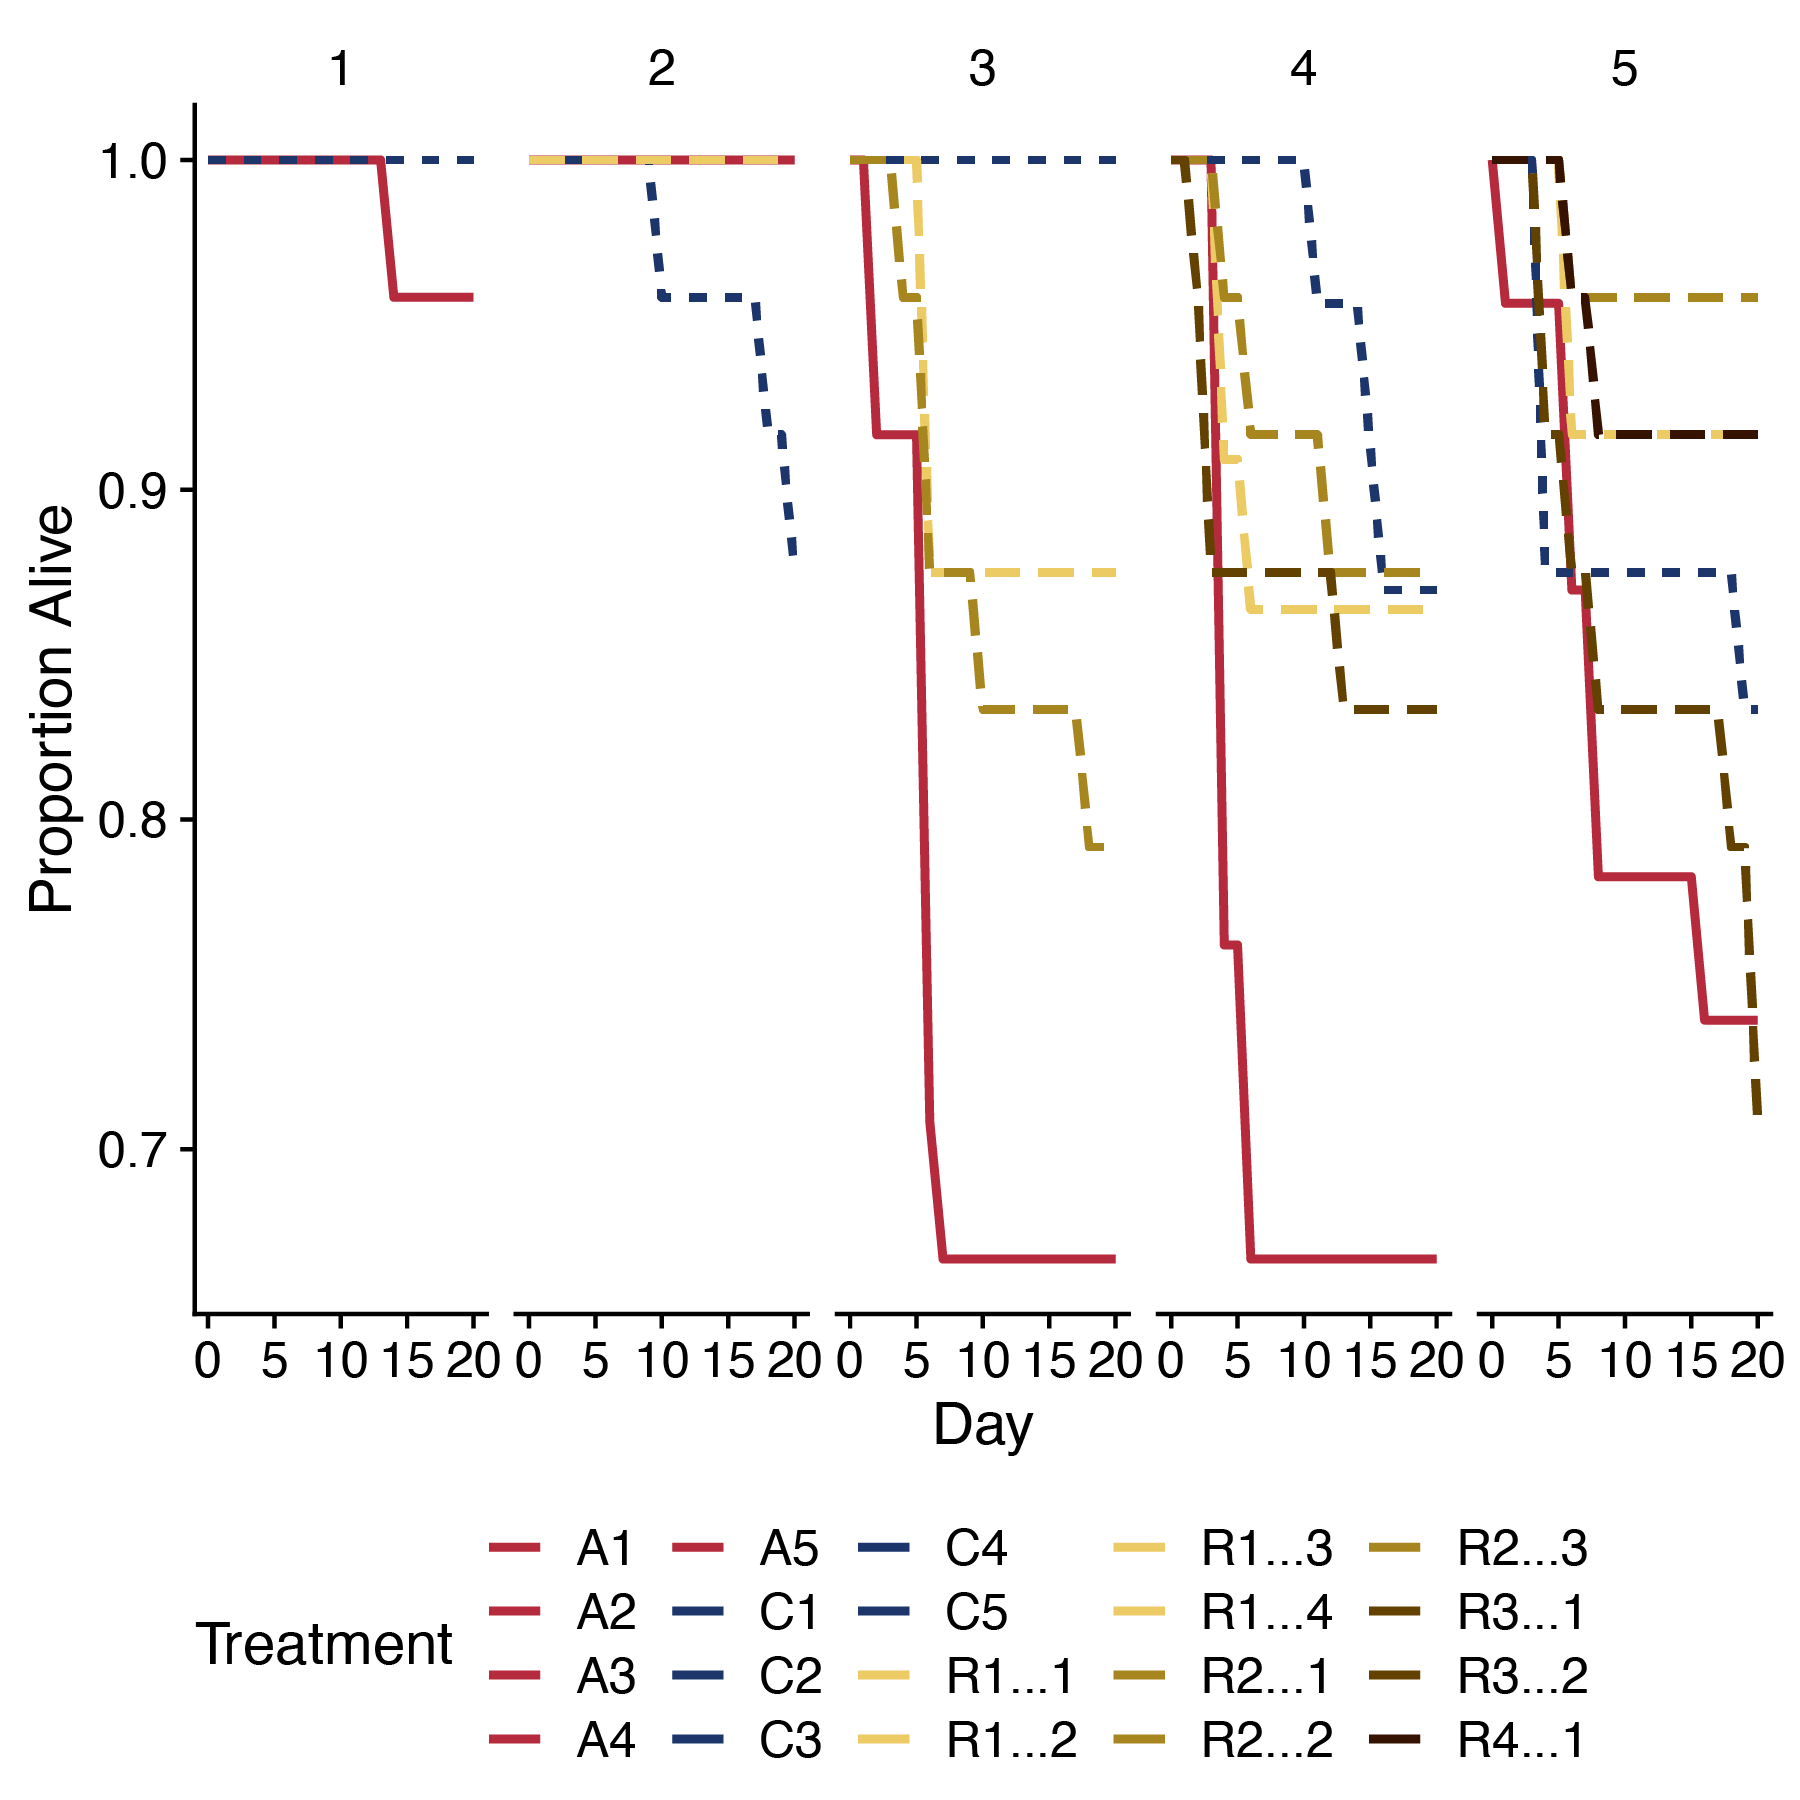 1 2 3 4 5
1.0
0.9
0.8
0.7
Proportion Alive
0 5 10 15 20 0 5 10 15 20 0 5 10 15 20 0 5 10 15 20 0 5 10 15 20
Day
Treatment
A1 A5 C4 R1...3 R2...3
A2 C1 C5 R1...4 R3...1
A3 C2 R1...1 R2...1 R3...2
A4 C3 R1...2 R2...2 R4...1